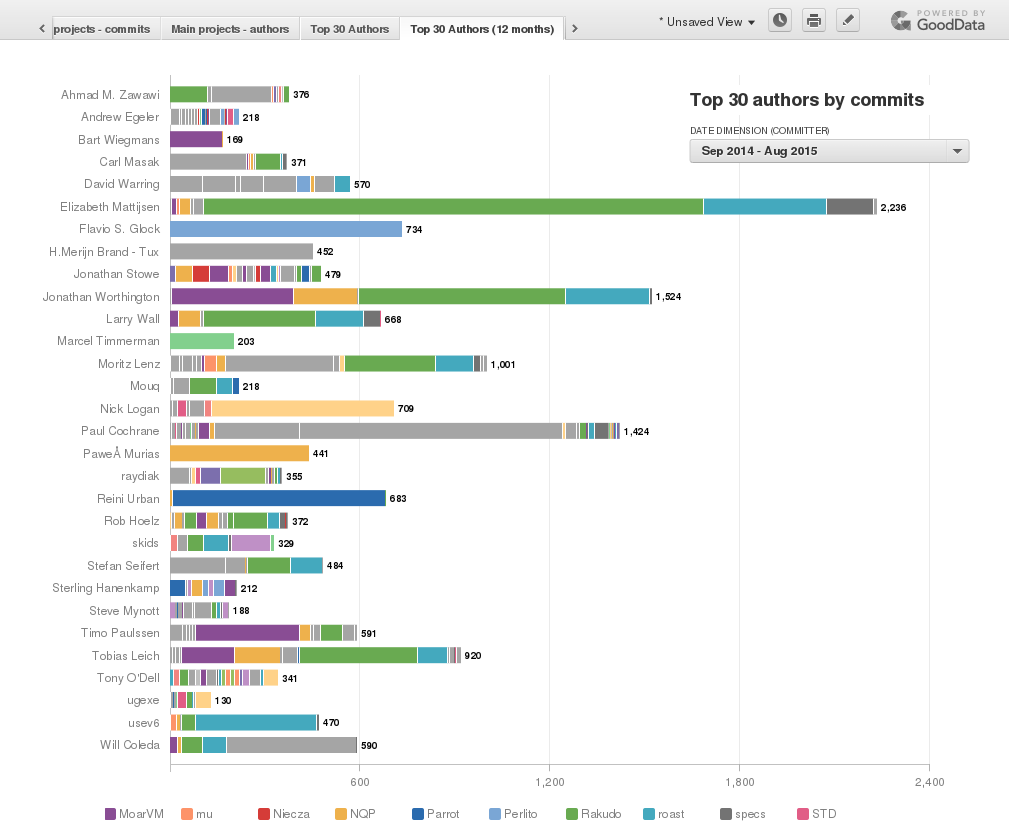 projects - commits Main projects - authors Top 30 Authors Top 30 Authors (12 months) * Unsaved View POWERED BY GoodData
Top 30 authors by commits
DATE DIMENSION (COMMITTER)
Sep 2014 - Aug 2015
Ahmad M. Zawawi 376
Andrew Egeler 218
Bart Wiegmans 169
Carl Masak 371
David Warring 570
Elizabeth Mattijsen 2,236
Flavio S. Glock 734
H.Merijn Brand - Tux 452
Jonathan Stowe 479
Jonathan Worthington 1,524
Larry Wall 668
Marcel Timmerman 203
Moritz Lenz 1,001
Mouq 218
Nick Logan 709
Paul Cochrane 1,424
PaweÅ Murias 441
raydiak 355
Reini Urban 683
Rob Hoelz 372
skids 329
Stefan Seifert 484
Sterling Hanenkamp 212
Steve Mynott 188
Timo Paulssen 591
Tobias Leich 920
Tony O'Dell 341
ugexe 130
usev6 470
Will Coleda 590
600 1,200 1,800 2,400
MoarVM mu Niecza NQP Parrot Perlito Rakudo roast specs STD